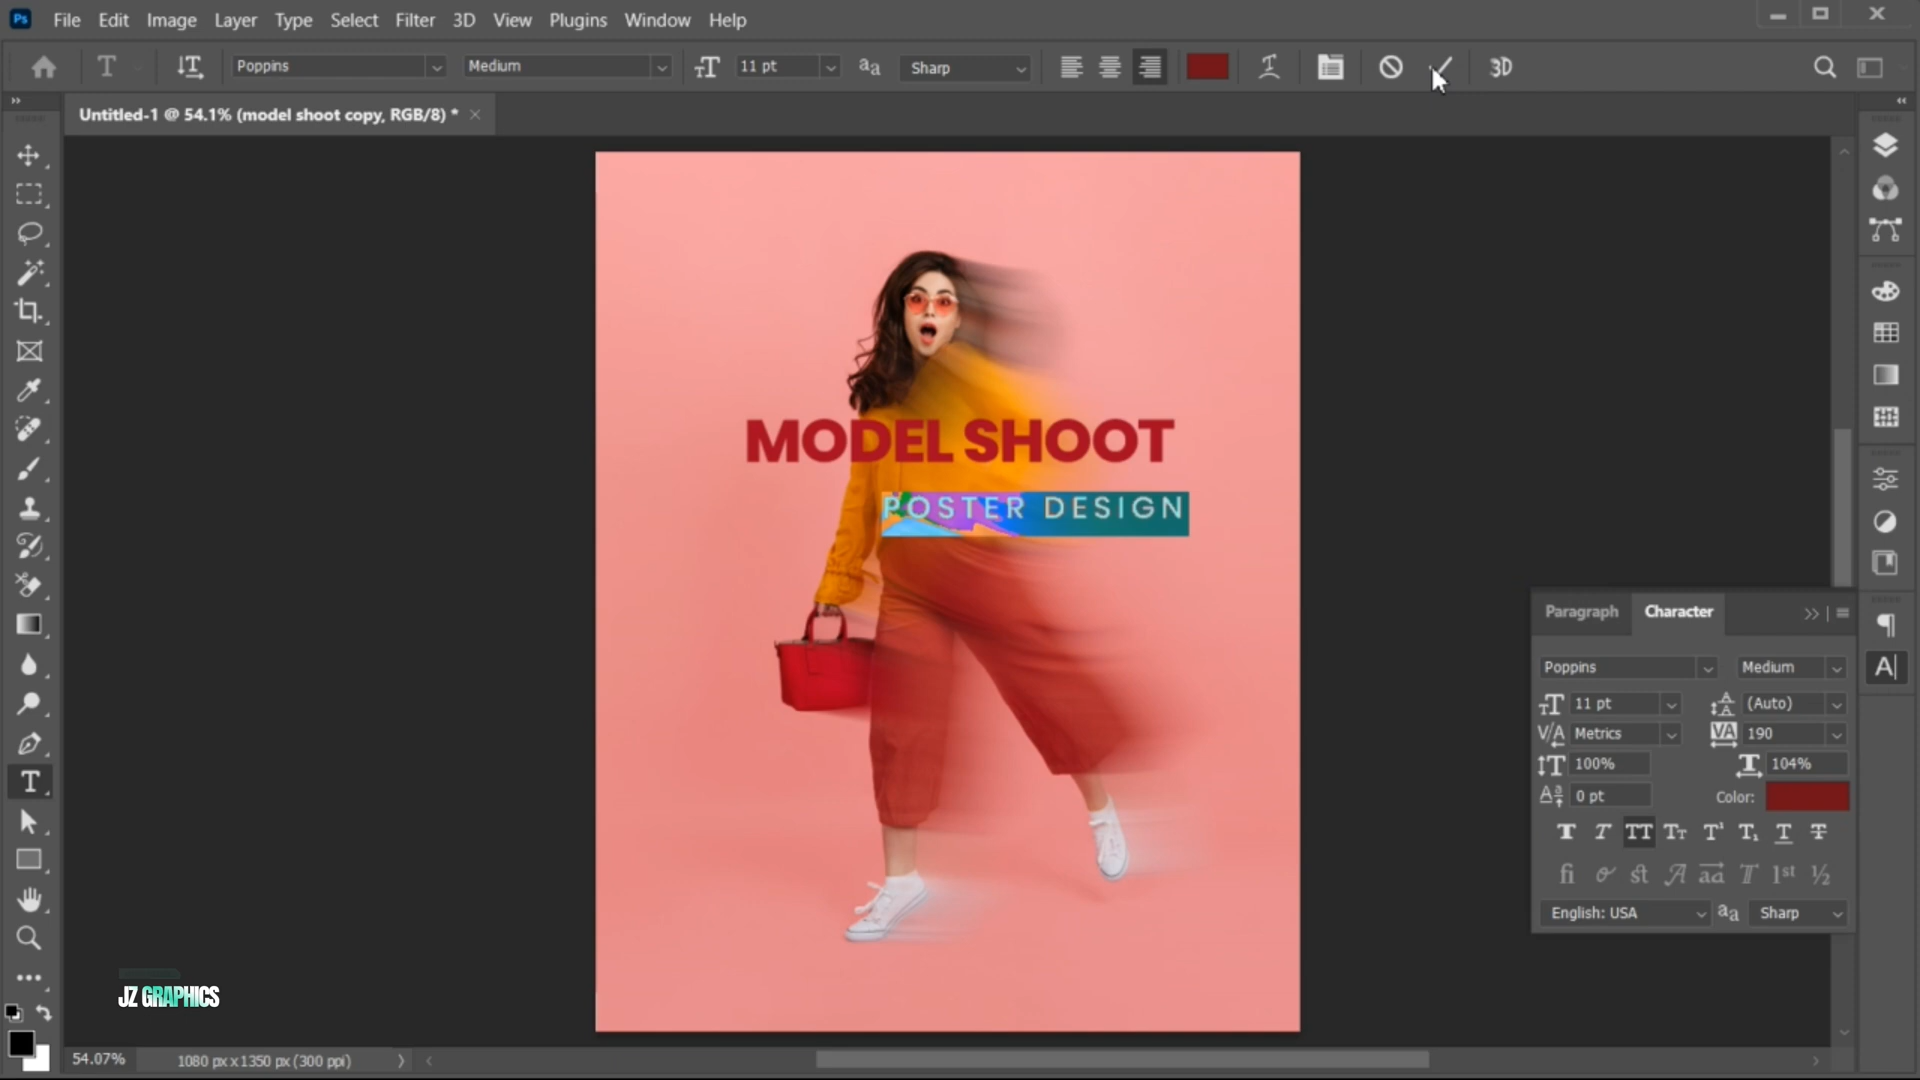 Ps File Edit Image Layer Type Select Filter 3D View Plugins Window Help
Poppins Medium 11 pt Sharp 3D
Untitled-1 @ 54.1% (model shoot copy, RGB/8) *
MODEL SHOOT
POSTER DESIGN
Paragraph Character
Poppins Medium
11 pt (Auto)
Metrics 190
100% 104%
0 pt Color:
English: USA Sharp
JZ GRAPHICS
54.07% 1080 px x 1350 px (300 ppi)